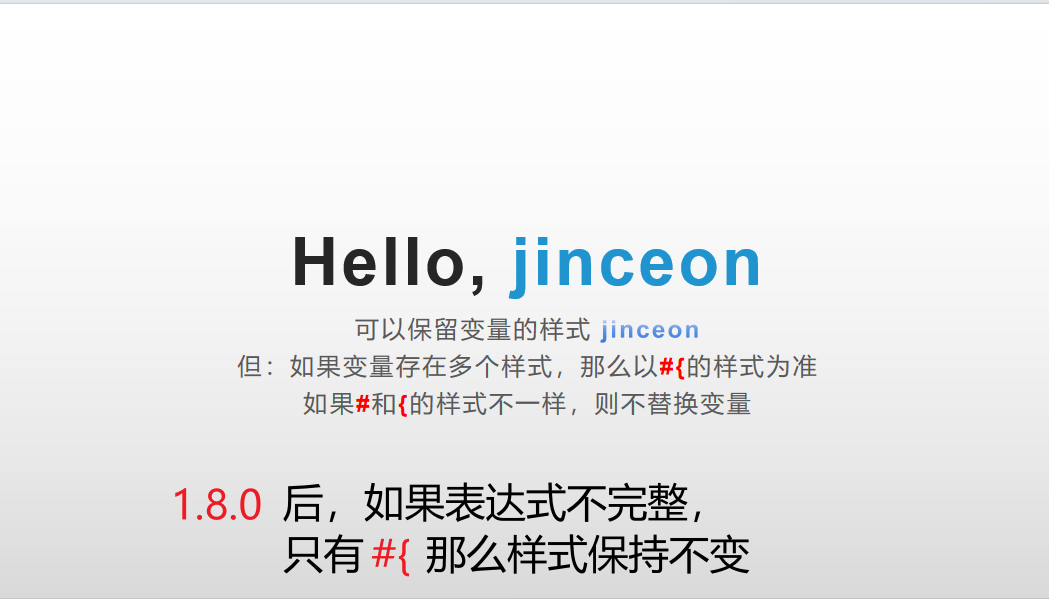 Hello, jinceon
可以保留变量的样式 jinceon
但：如果变量存在多个样式，那么以#{的样式为准
如果#和{的样式不一样，则不替换变量
1.8.0 后，如果表达式不完整，
只有 #{ 那么样式保持不变